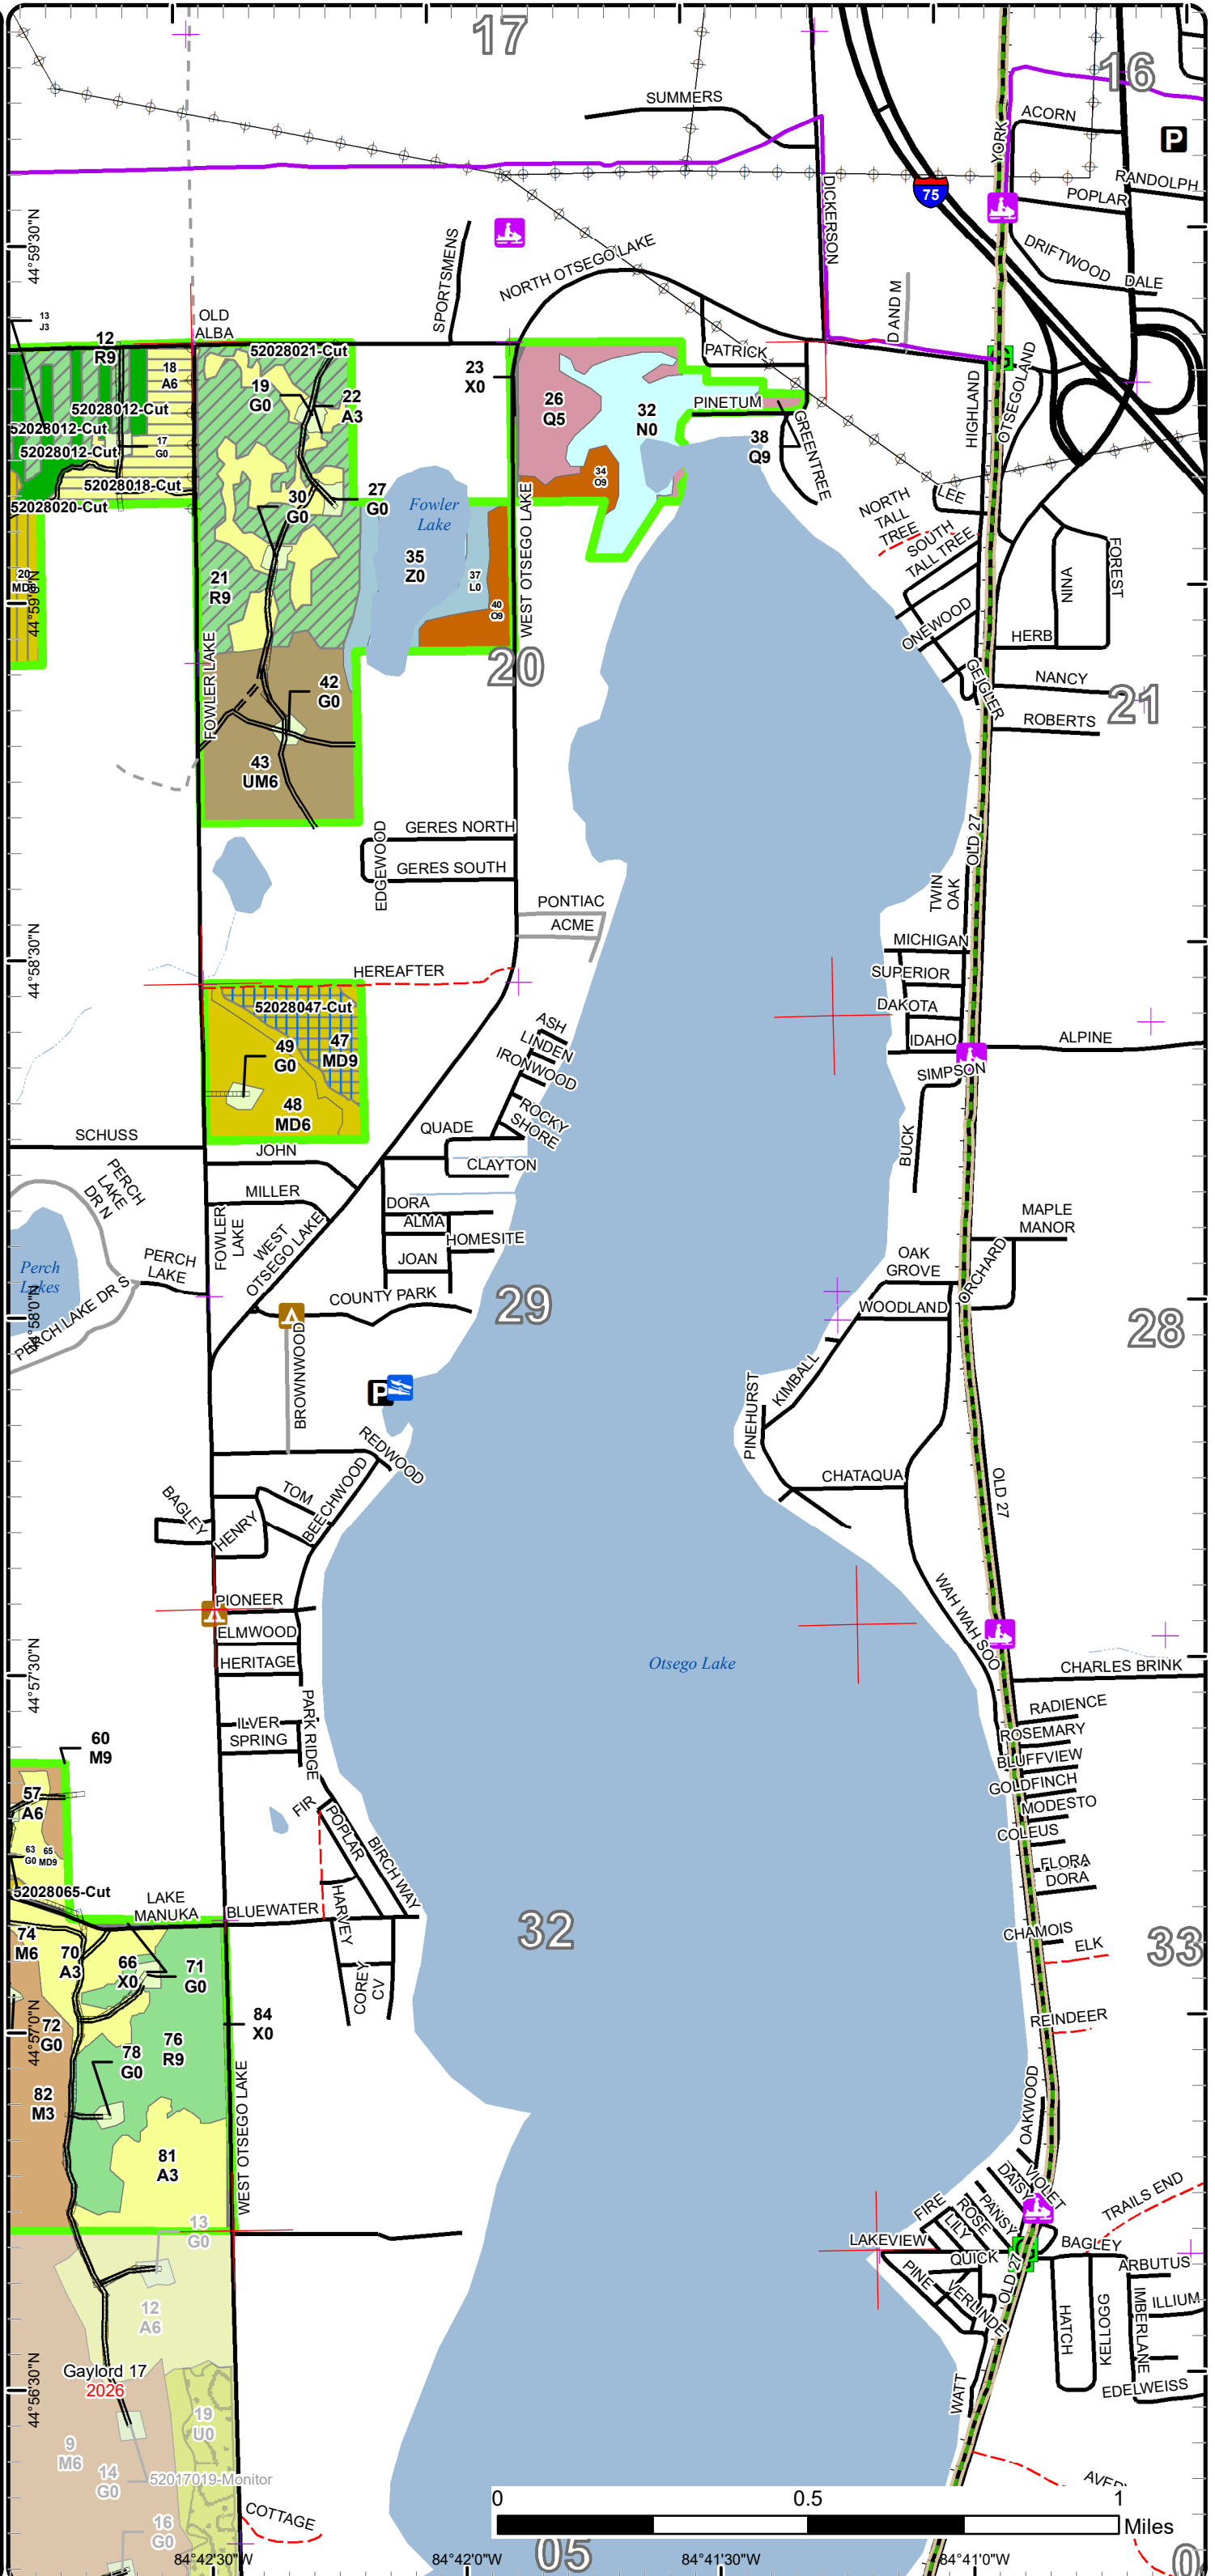 17
16
SUMMERS
ACORN
YORK
P
75
RANDOLPH
POPLAR
DICKERSON
DRIFTWOOD
DALE
44°59'30"N
SPORTSMENS
NORTH OTSEGO LAKE
D AND M
13
J3
OLD
ALBA
12
R9
52028021-Cut
18
A6
19
G0
22
A3
23
X0
PATRICK
26
Q5
32
N0
PINETUM
HIGHLAND
OTSEGOLAND
52028012-Cut
52028012-Cut
52028012-Cut
17
G0
38
Q9
GREENTREE
52028018-Cut
52028020-Cut
30
G0
27
G0
34
O9
Fowler
Lake
WEST OTSEGO LAKE
LEE
NORTH
TALL
TREE
SOUTH
TALL TREE
35
Z0
37
L0
40
O9
20
MD
21
R9
44°59'0"N
NINA
FOREST
ONEWOOD
HERB
FOWLER LAKE
20
GEIGLER
NANCY
21
ROBERTS
42
G0
43
UM6
EDGEWOOD
GERES NORTH
GERES SOUTH
OLD 27
TWIN
OAK
PONTIAC
ACME
44°58'30"N
MICHIGAN
HEREAFTER
SUPERIOR
52028047-Cut
DAKOTA
49
G0
47
MD9
ASH
LINDEN
IRONWOOD
IDAHO
ALPINE
SIMPSON
48
MD6
ROCKY
SHORE
SCHUSS
QUADE
BUCK
JOHN
CLAYTON
PERCH
LAKE
DR N
MILLER
DORA
ALMA
FOWLER
LAKE
WEST
OTSEGO LAKE
HOMESITE
MAPLE
MANOR
JOAN
PERCH
LAKE
OAK
GROVE
ORCHARD
Perch
Lakes
COUNTY PARK
29
WOODLAND
28
44°58'0"N
PERCH LAKE DR S
BROWNWOOD
P
KIMBALL
PINEHURST
REDWOOD
CHATAQUA
OLD 27
BAGLEY
TOM
HENRY
BEECHWOOD
PIONEER
WAH WAH SOO
ELMWOOD
HERITAGE
Otsego Lake
CHARLES BRINK
44°57'30"N
PARK RIDGE
RADIENCE
ILVER
SPRING
ROSEMARY
60
M9
BLUFFVIEW
GOLDFINCH
57
A6
MODESTO
FIR
POPLAR
BIRCH WAY
COLEUS
63
G0
65
MD9
FLORA
DORA
52028065-Cut
LAKE
MANUKA
BLUEWATER
HARVEY
32
CHAMOIS
ELK
33
74
M6
70
A3
66
X0
71
G0
COREY
CV
84
X0
REINDEER
72
G0
44°57'0"N
76
R9
78
G0
82
M3
WEST OTSEGO LAKE
OAKWOOD
81
A3
VIOLET
DAISY
PANSY
ROSE
LILY
FIRE
TRAILS END
13
G0
LAKEVIEW
QUICK
BAGLEY
ARBUTUS
PINE
VERLINDE
OLD 27
12
A6
HATCH
KELLOGG
IMBERLANE
ILLIUM
Gaylord 17
2026
44°56'30"N
WATT
EDELWEISS
19
U0
9
M6
14
G0
52017019-Monitor
16
G0
COTTAGE
0
0.5
1
Miles
05
84°42'30"W
84°42'0"W
84°41'30"W
84°41'0"W